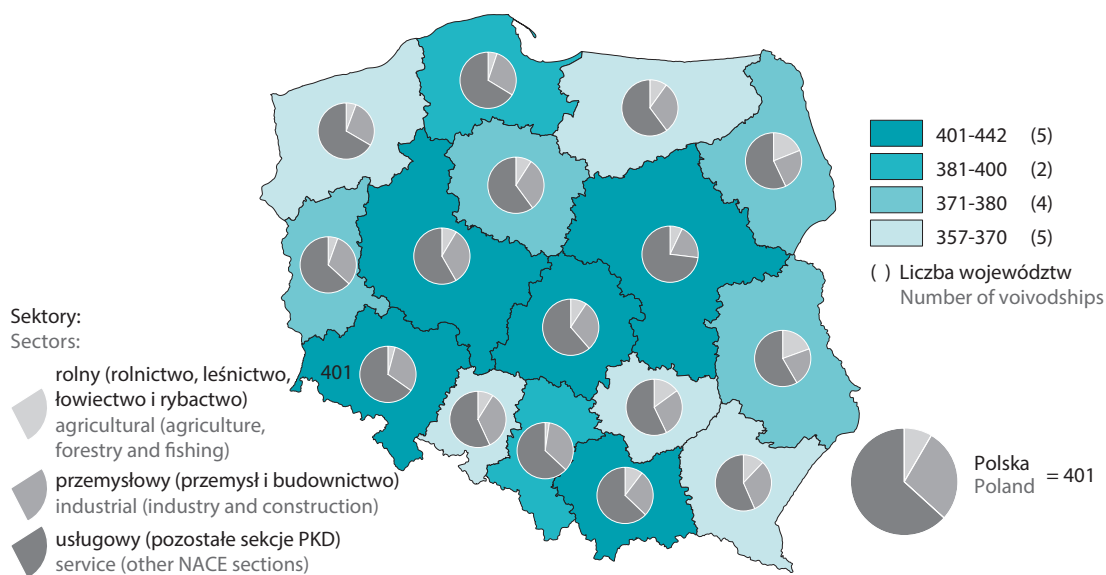 401-442 (5)
381-400 (2)
371-380 (4)
357-370 (5)
( ) Liczba województw
Number of voivodships
Sektory:
Sectors:
rolny (rolnictwo, leśnictwo,
łowiectwo i rybactwo)
agricultural (agriculture,
forestry and fishing)
401
przemysłowy (przemysł i budownictwo)
industrial (industry and construction)
usługowy (pozostałe sekcje PKD)
service (other NACE sections)
Polska
Poland
= 401